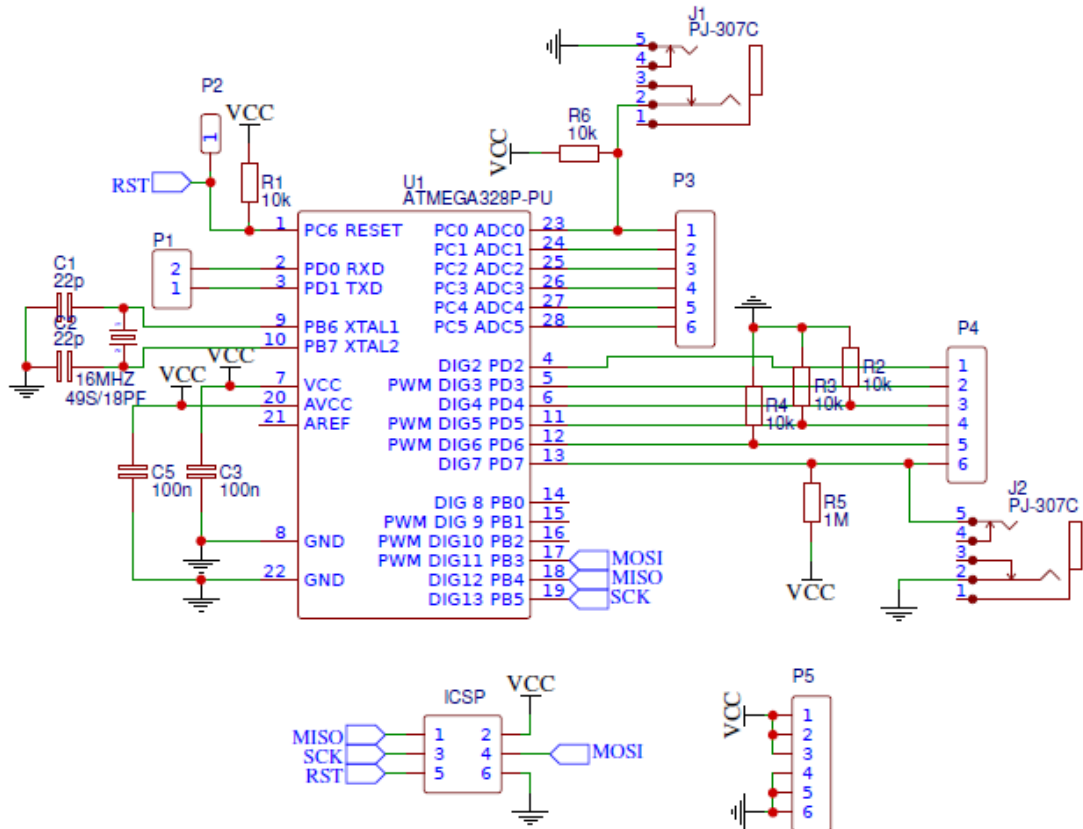 J1
PJ-307C
5
4
3
2
1
P2
1
VCC
RST
R1
10k
VCC
R6
10k
U1
ATMEGA328P-PU
P3
1 PC6 RESET
PC0 ADC0 23
1
PC1 ADC1 24
2
P1
2
1
2 PD0 RXD
PC2 ADC2 25
3
3 PD1 TXD
PC3 ADC3 26
4
PC4 ADC4 27
5
9 PB6 XTAL1
PC5 ADC5 28
6
10 PB7 XTAL2
C1
22p
C2
22p
1
2
16MHZ
49S/18PF
VCC
VCC
7 VCC
20 AVCC
21 AREF
DIG2 PD2 4
PWM DIG3 PD3 5
DIG4 PD4 6
PWM DIG5 PD5 11
PWM DIG6 PD6 12
DIG7 PD7 13
R2
10k
R3
10k
R4
10k
P4
1
2
3
4
5
6
C5
100n
C3
100n
8 GND
22 GND
DIG 8 PB0 14
PWM DIG 9 PB1 15
PWM DIG10 PB2 16
PWM DIG11 PB3 17 MOSI
DIG12 PB4 18 MISO
DIG13 PB5 19 SCK
R5
1M
VCC
J2
PJ-307C
5
4
3
2
1
ICSP
VCC
MISO 1 2
SCK 3 4 MOSI
RST 5 6
P5
VCC
1
2
3
4
5
6